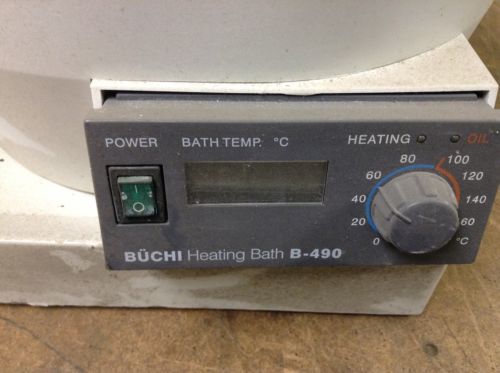 POWER BATH TEMP. °C HEATING OIL
80 100
60 120
40 140
20 60
0 °C
BÜCHI Heating Bath B-490